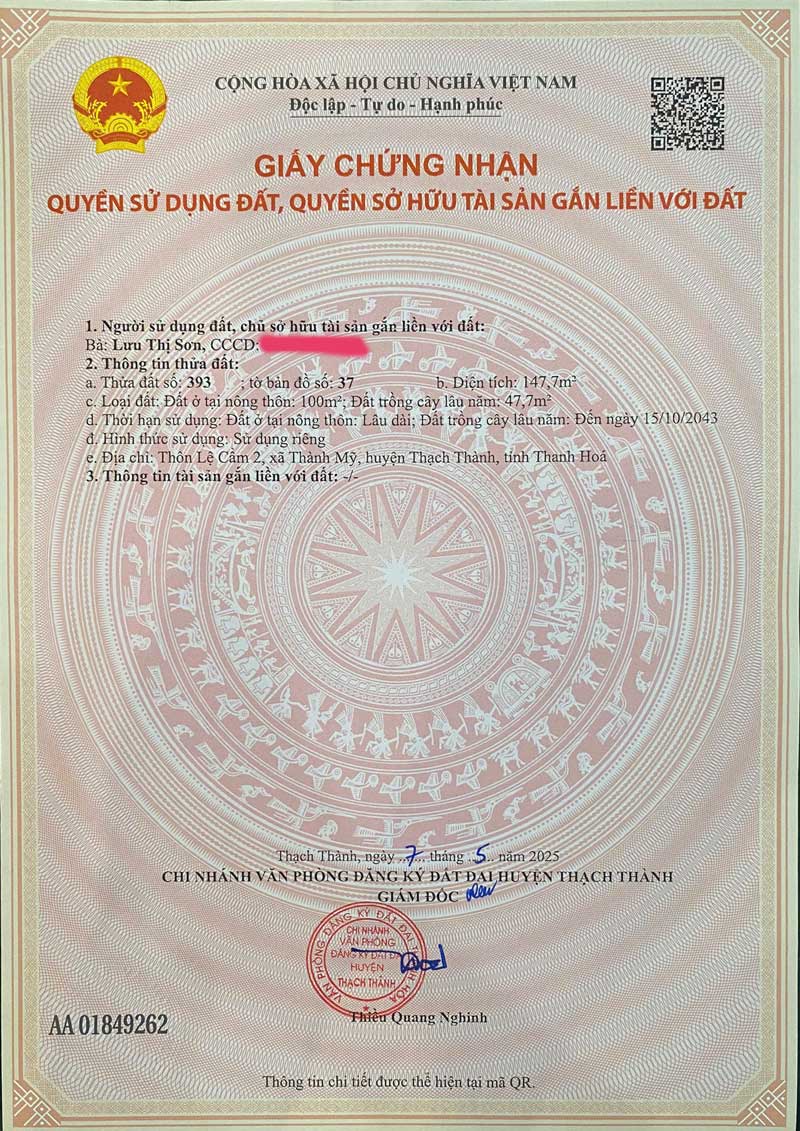 CỘNG HÒA XÃ HỘI CHỦ NGHĨA VIỆT NAM
Độc lập - Tự do - Hạnh phúc
GIẤY CHỨNG NHẬN
QUYỀN SỬ DỤNG ĐẤT, QUYỀN SỞ HỮU TÀI SẢN GẮN LIỀN VỚI ĐẤT
1. Người sử dụng đất, chủ sở hữu tài sản gắn liền với đất:
Bà: Lưu Thị Sơn, CCCD:
2. Thông tin thửa đất:
a. Thửa đất số: 393 ; tờ bản đồ số: 37 b. Diện tích: 147,7m²
c. Loại đất: Đất ở tại nông thôn: 100m²; Đất trồng cây lâu năm: 47,7m²
d. Thời hạn sử dụng: Đất ở tại nông thôn: Lâu dài; Đất trồng cây lâu năm: Đến ngày 15/10/2043
đ. Hình thức sử dụng: Sử dụng riêng
e. Địa chỉ: Thôn Lệ Cẩm 2, xã Thành Mỹ, huyện Thạch Thành, tỉnh Thanh Hoá
3. Thông tin tài sản gắn liền với đất: -/-
Thạch Thành, ngày ..7... tháng ..5.. năm 2025
CHI NHÁNH VĂN PHÒNG ĐĂNG KÝ ĐẤT ĐAI HUYỆN THẠCH THÀNH
GIÁM ĐỐC
VĂN PHÒNG ĐĂNG KÝ ĐẤT ĐAI
CHI NHÁNH
VĂN PHÒNG
ĐĂNG KÝ ĐẤT ĐAI
HUYỆN
THẠCH THÀNH
Thiều Quang Nghinh
AA 01849262
Thông tin chi tiết được thể hiện tại mã QR.